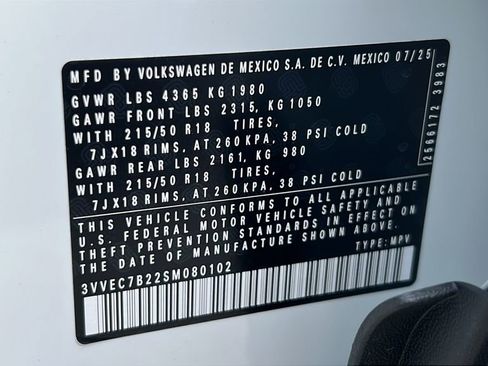 MFD BY VOLKSWAGEN DE MEXICO S.A. DE C.V. MEXICO 07/25
GVWR LBS 4365 KG 1980
GAWR FRONT LBS 2315, KG 1050
WITH 215/50 R18 TIRES,
7JX18 RIMS, AT 260 KPA, 38 PSI COLD
GAWR REAR LBS 2161, KG 980
WITH 215/50 R18 TIRES,
7JX18 RIMS, AT 260 KPA, 38 PSI COLD
THIS VEHICLE CONFORMS TO ALL APPLICABLE
U.S. FEDERAL MOTOR VEHICLE SAFETY AND
THEFT PREVENTION STANDARDS IN EFFECT ON
THE DATE OF MANUFACTURE SHOWN ABOVE.
3VVEC7B22SM080102 TYPE: MPV
2566172 3983